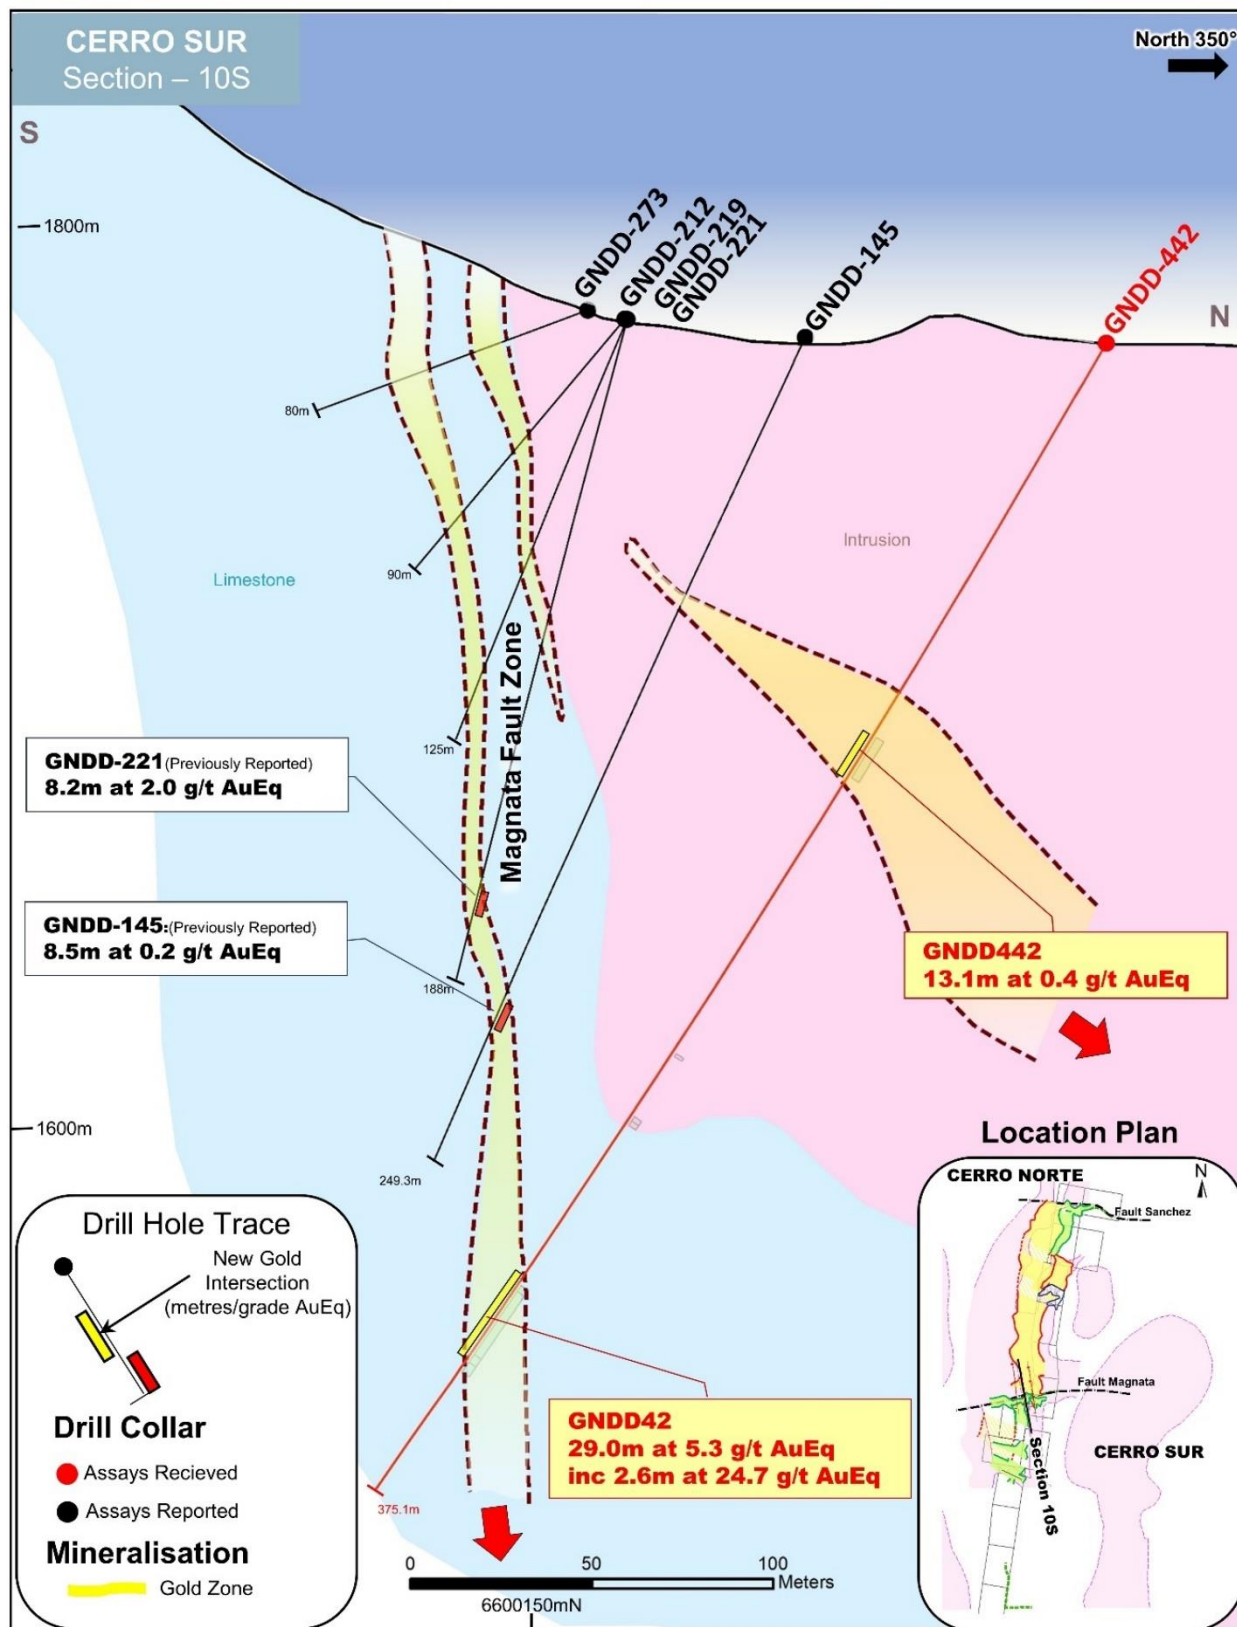 CERRO SUR
Section – 10S
North 350°
S
1800m
GNDD-273
GNDD-212
GNDD-219
GNDD-221
GNDD-145
GNDD-442
N
80m
90m
Limestone
Intrusion
Magnata Fault Zone
125m
GNDD-221 (Previously Reported)
8.2m at 2.0 g/t AuEq
GNDD-145:(Previously Reported)
8.5m at 0.2 g/t AuEq
188m
GNDD442
13.1m at 0.4 g/t AuEq
1600m
249.3m
Location Plan
CERRO NORTE
N
Fault Sanchez
Fault Magnata
CERRO SUR
Section 10S
Drill Hole Trace
New Gold
Intersection
(metres/grade AuEq)
Drill Collar
Assays Recieved
Assays Reported
Mineralisation
Gold Zone
GNDD42
29.0m at 5.3 g/t AuEq
inc 2.6m at 24.7 g/t AuEq
375.1m
0 50 100
Meters
6600150mN